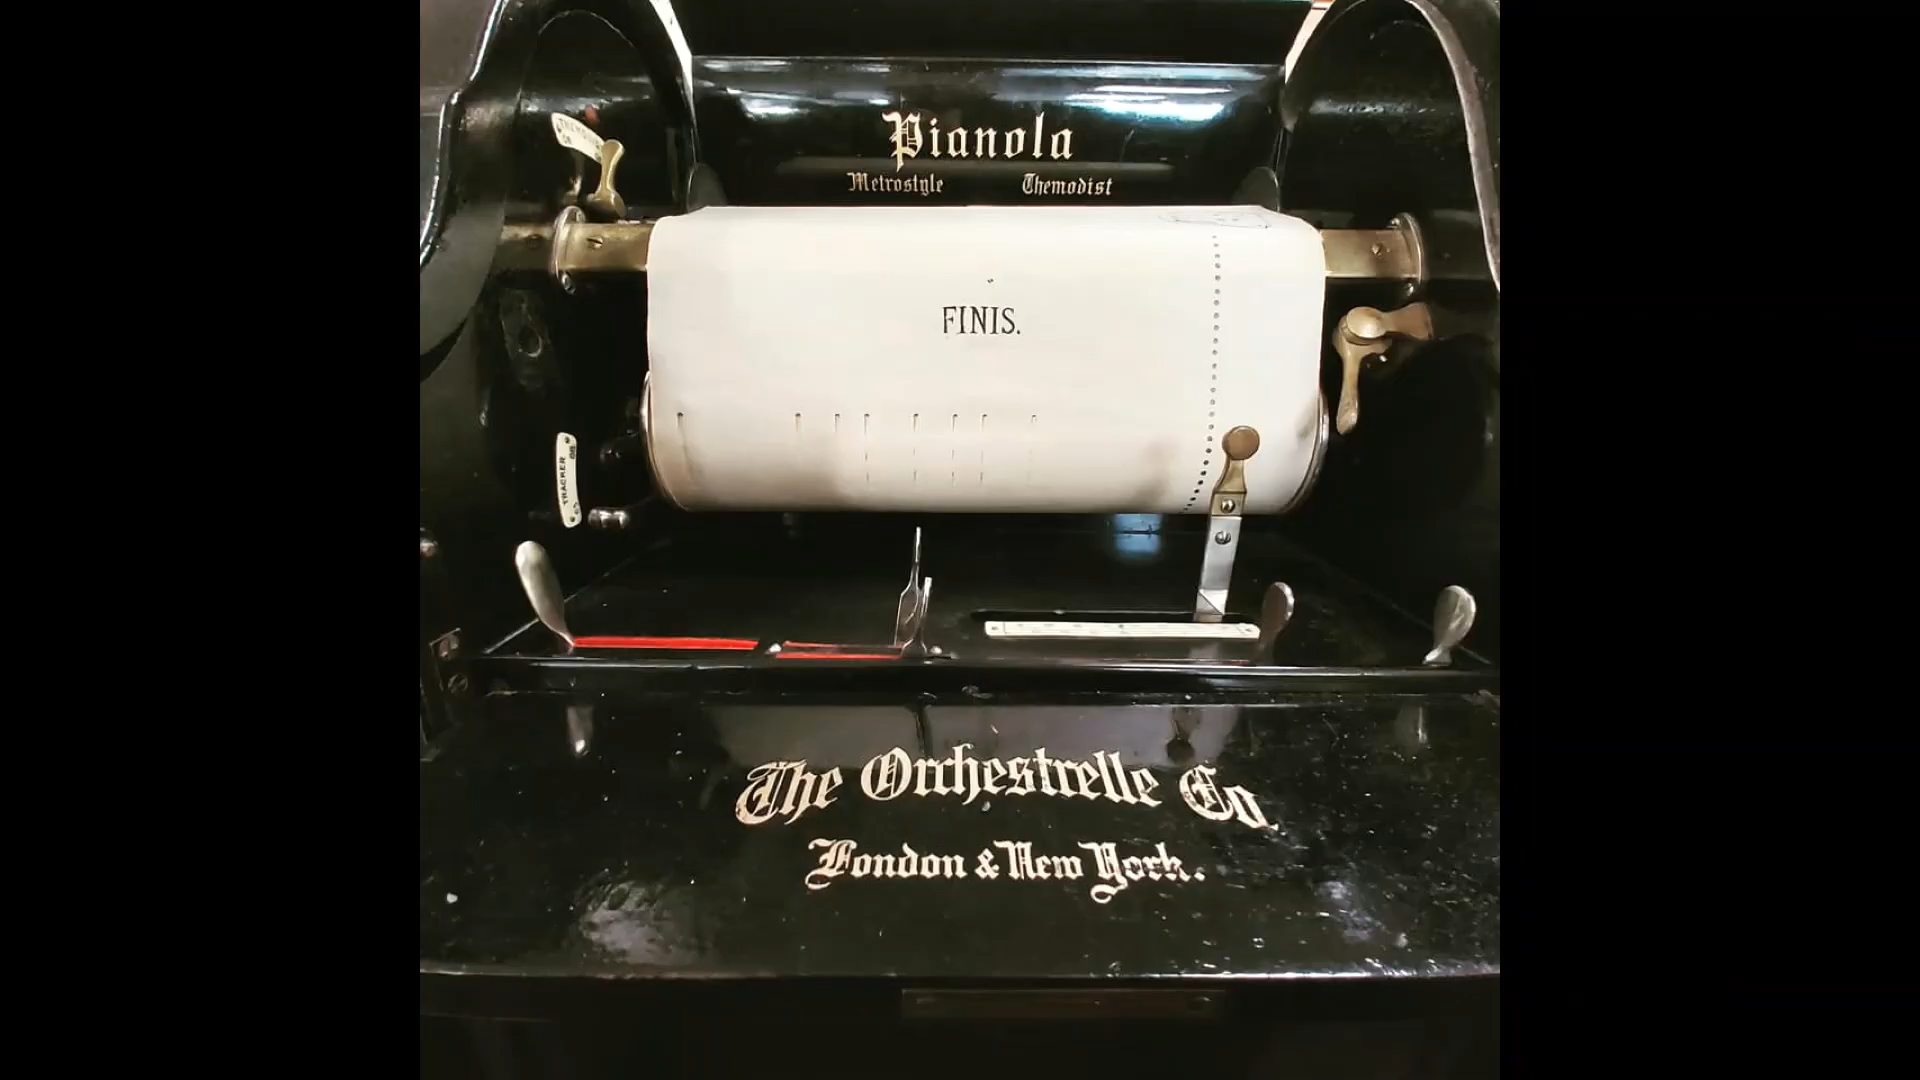 Pianola
Metrostyle Themodist
FINIS.
TRACKER
The Orchestrelle Co.
London & New York.